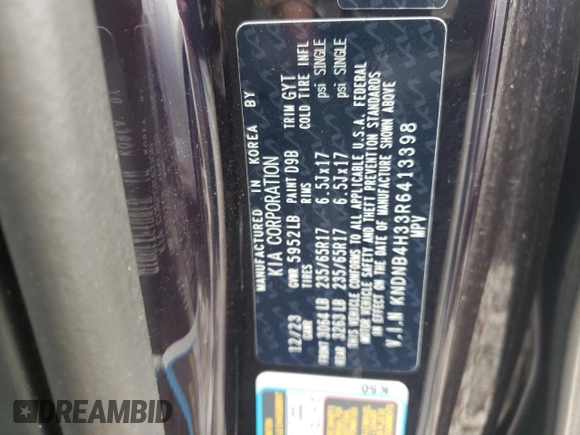 MANUFACTURED IN KOREA BY
KIA CORPORATION
12/23 GVWR 5952LB PAINT D9B TRIM GYT
GAWR TIRES RIMS COLD TIRE INFL
FRONT 3064LB 235/65R17 6.5Jx17 psi SINGLE
REAR 3263LB 235/65R17 6.5Jx17 psi SINGLE
THIS VEHICLE CONFORMS TO ALL APPLICABLE U.S.A. FEDERAL
MOTOR VEHICLE SAFETY AND THEFT PREVENTION STANDARDS
IN EFFECT ON THE DATE OF MANUFACTURE SHOWN ABOVE
V.I.N KNDNB4H33R6413398
MPV
K50
DREAMBID